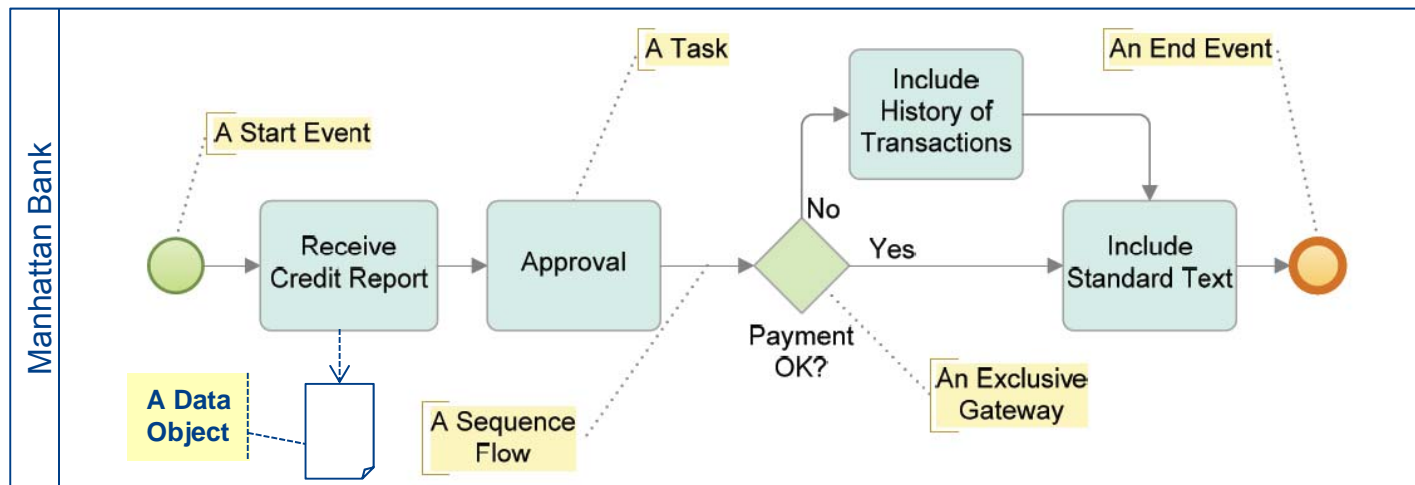 Manhattan Bank
A Start Event
A Task
An End Event
Include
History of
Transactions
No
Receive
Credit Report
Approval
Yes
Include
Standard Text
Payment
OK?
A Data
Object
A Sequence
Flow
An Exclusive
Gateway